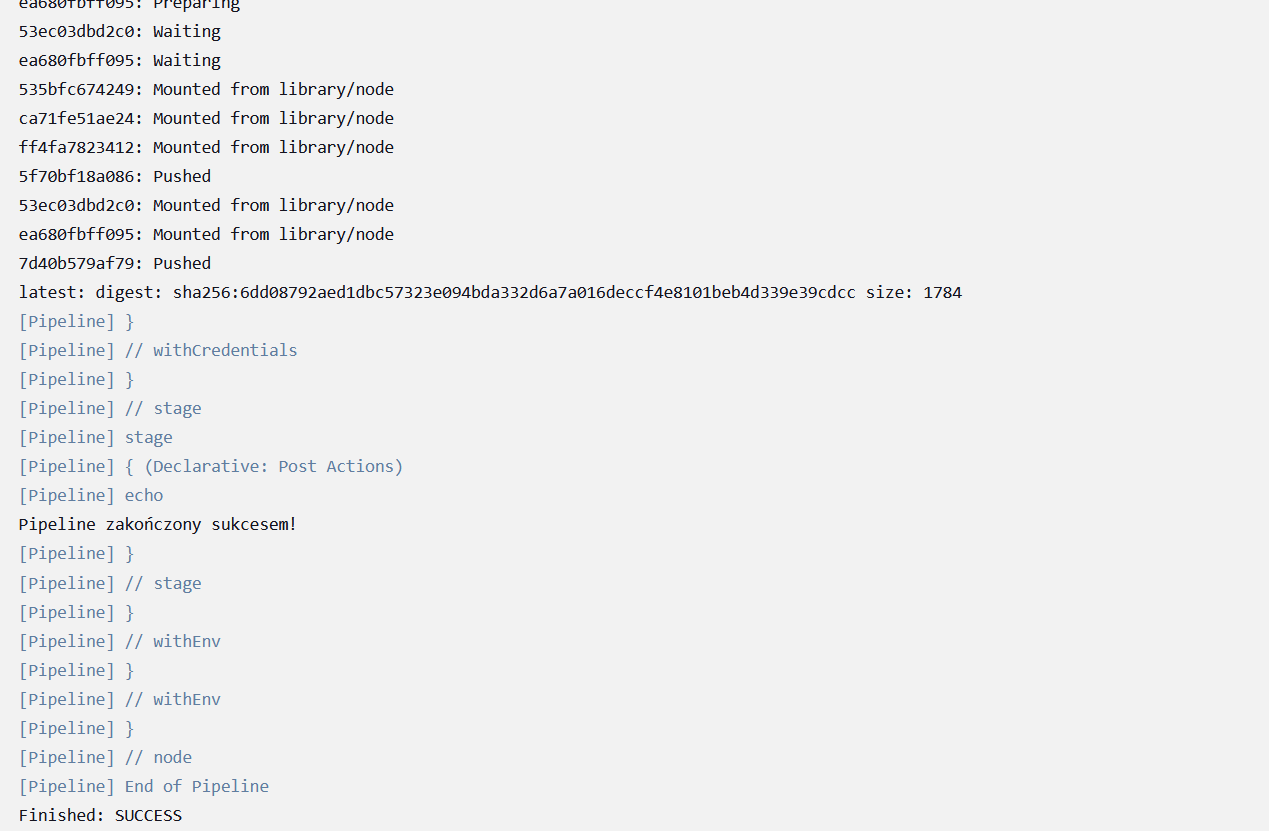 ea680fbff095: Preparing
53ec03dbd2c0: Waiting
ea680fbff095: Waiting
535bfc674249: Mounted from library/node
ca71fe51ae24: Mounted from library/node
ff4fa7823412: Mounted from library/node
5f70bf18a086: Pushed
53ec03dbd2c0: Mounted from library/node
ea680fbff095: Mounted from library/node
7d40b579af79: Pushed
latest: digest: sha256:6dd08792aed1dbc57323e094bda332d6a7a016deccf4e8101beb4d339e39cdcc size: 1784
[Pipeline] }
[Pipeline] // withCredentials
[Pipeline] }
[Pipeline] // stage
[Pipeline] stage
[Pipeline] { (Declarative: Post Actions)
[Pipeline] echo
Pipeline zakończony sukcesem!
[Pipeline] }
[Pipeline] // stage
[Pipeline] }
[Pipeline] // withEnv
[Pipeline] }
[Pipeline] // withEnv
[Pipeline] }
[Pipeline] // node
[Pipeline] End of Pipeline
Finished: SUCCESS